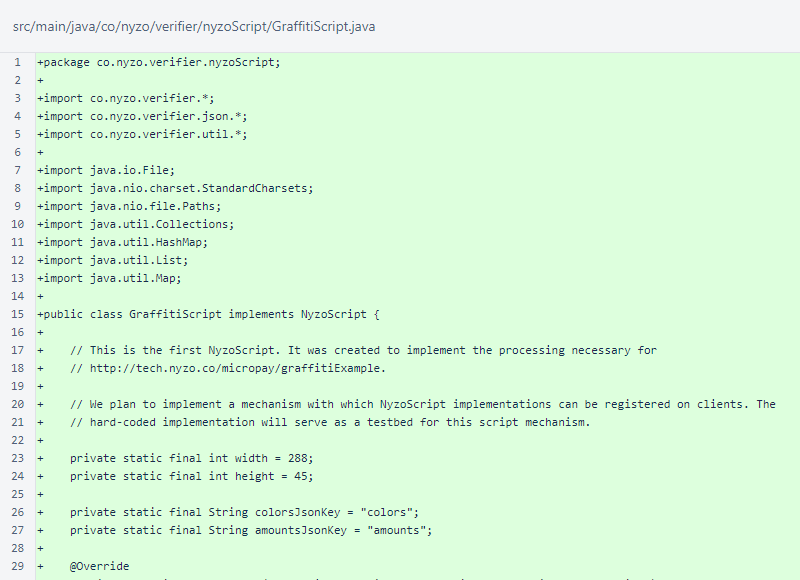 src/main/java/co/nyzo/verifier/nyzoScript/GraffitiScript.java
1 +package co.nyzo.verifier.nyzoScript;
2 +
3 +import co.nyzo.verifier.*;
4 +import co.nyzo.verifier.json.*;
5 +import co.nyzo.verifier.util.*;
6 +
7 +import java.io.File;
8 +import java.nio.charset.StandardCharsets;
9 +import java.nio.file.Paths;
10 +import java.util.Collections;
11 +import java.util.HashMap;
12 +import java.util.List;
13 +import java.util.Map;
14 +
15 +public class GraffitiScript implements NyzoScript {
16 +
17 +    // This is the first NyzoScript. It was created to implement the processing necessary for
18 +    // http://tech.nyzo.co/micropay/graffitiExample.
19 +
20 +    // We plan to implement a mechanism with which NyzoScript implementations can be registered on clients. The
21 +    // hard-coded implementation will serve as a testbed for this script mechanism.
22 +
23 +    private static final int width = 288;
24 +    private static final int height = 45;
25 +
26 +    private static final String colorsJsonKey = "colors";
27 +    private static final String amountsJsonKey = "amounts";
28 +
29 +    @Override